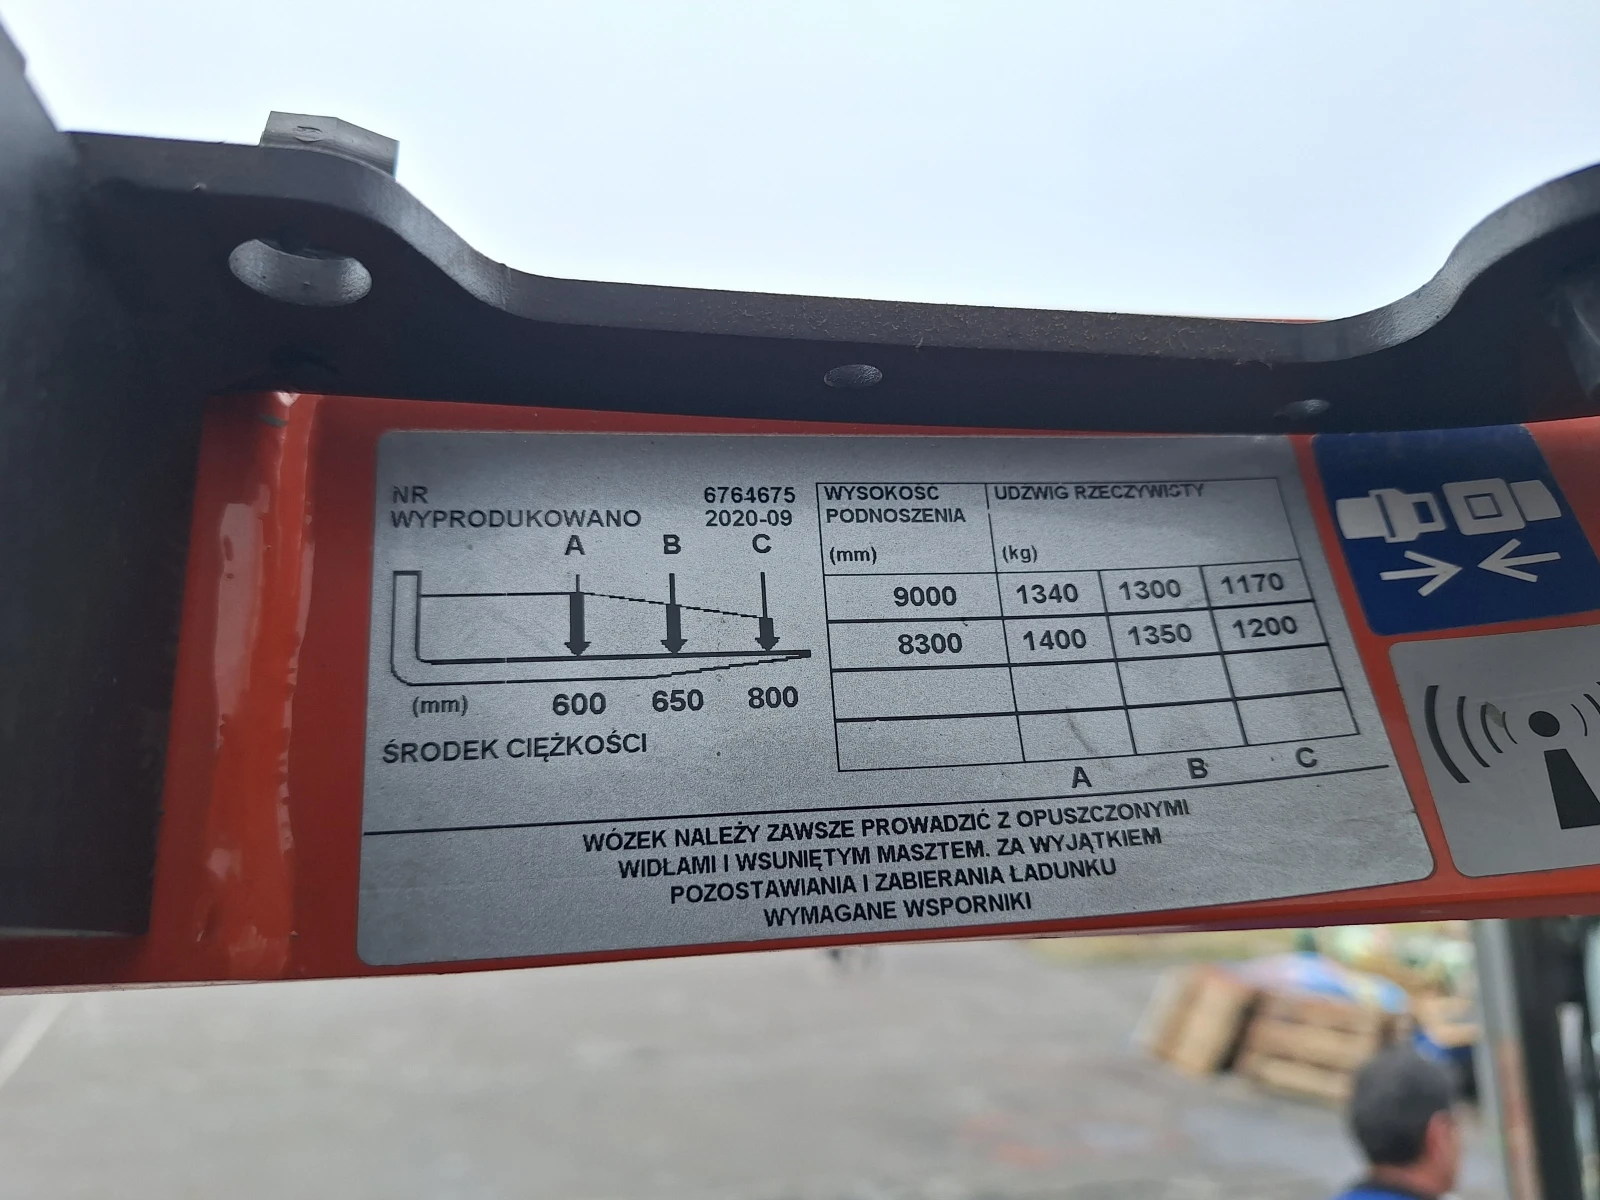 NR 6764675
WYPRODUKOWANO 2020-09
A B C
(mm) 600 650 800
ŚRODEK CIĘŻKOŚCI
WYSOKOŚC PODNOSZENIA (mm) UDZWIG RZECZYWISTY (kg)
9000 1340 1300 1170
8300 1400 1350 1200
A B C
WÓZEK NALEŻY ZAWSZE PROWADZIĆ Z OPUSZCZONYMI
WIDŁAMI I WSUNIĘTYM MASZTEM. ZA WYJĄTKIEM
POZOSTAWIANIA I ZABIERANIA ŁADUNKU
WYMAGANE WSPORNIKI